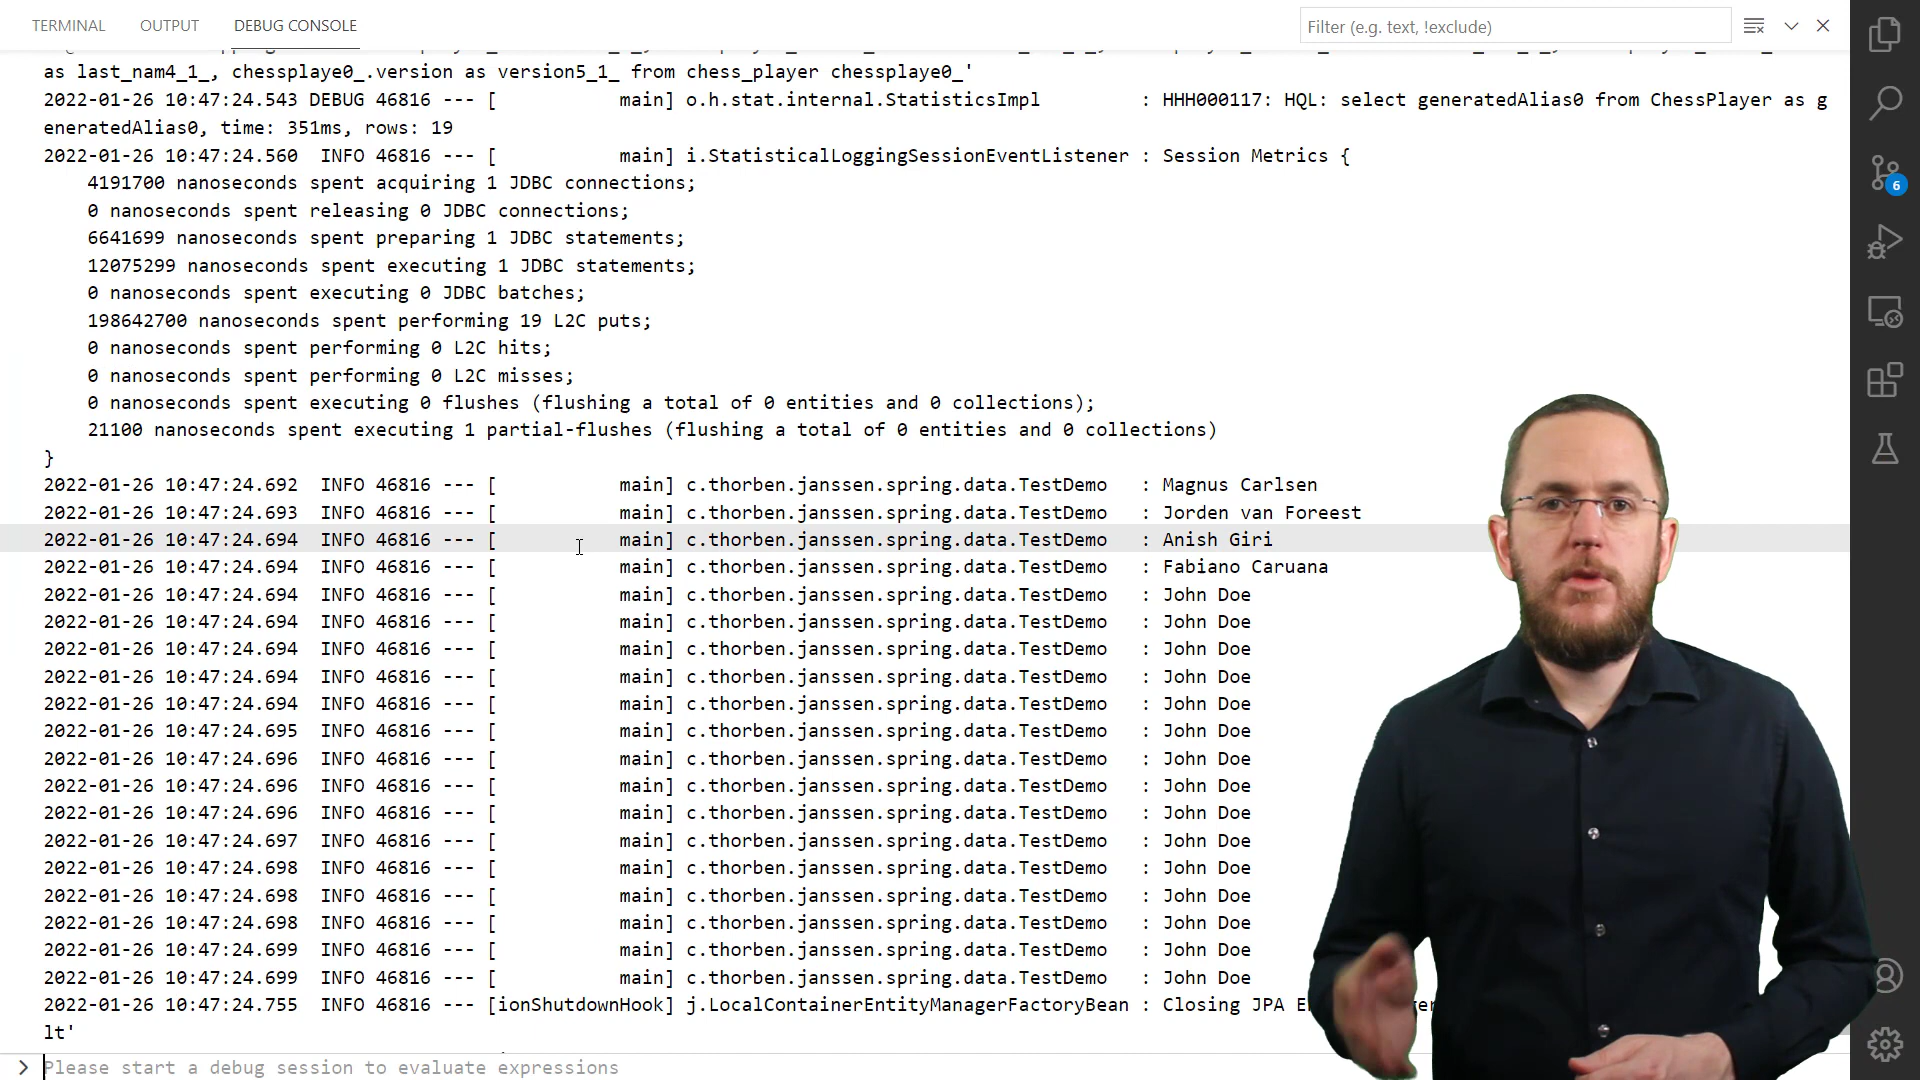 TERMINAL OUTPUT DEBUG CONSOLE Filter (e.g. text, !exclude)
as last_nam4_1_, chessplaye0_.version as version5_1_ from chess_player chessplaye0_'
2022-01-26 10:47:24.543 DEBUG 46816 --- [ main] o.h.stat.internal.StatisticsImpl : HHH000117: HQL: select generatedAlias0 from ChessPlayer as g
eneratedAlias0, time: 351ms, rows: 19
2022-01-26 10:47:24.560 INFO 46816 --- [ main] i.StatisticalLoggingSessionEventListener : Session Metrics {
4191700 nanoseconds spent acquiring 1 JDBC connections;
0 nanoseconds spent releasing 0 JDBC connections;
6641699 nanoseconds spent preparing 1 JDBC statements;
12075299 nanoseconds spent executing 1 JDBC statements;
0 nanoseconds spent executing 0 JDBC batches;
198642700 nanoseconds spent performing 19 L2C puts;
0 nanoseconds spent performing 0 L2C hits;
0 nanoseconds spent performing 0 L2C misses;
0 nanoseconds spent executing 0 flushes (flushing a total of 0 entities and 0 collections);
21100 nanoseconds spent executing 1 partial-flushes (flushing a total of 0 entities and 0 collections)
}
2022-01-26 10:47:24.692 INFO 46816 --- [ main] c.thorben.janssen.spring.data.TestDemo : Magnus Carlsen
2022-01-26 10:47:24.693 INFO 46816 --- [ main] c.thorben.janssen.spring.data.TestDemo : Jorden van Foreest
2022-01-26 10:47:24.694 INFO 46816 --- [ main] c.thorben.janssen.spring.data.TestDemo : Anish Giri
2022-01-26 10:47:24.694 INFO 46816 --- [ main] c.thorben.janssen.spring.data.TestDemo : Fabiano Caruana
2022-01-26 10:47:24.694 INFO 46816 --- [ main] c.thorben.janssen.spring.data.TestDemo : John Doe
2022-01-26 10:47:24.694 INFO 46816 --- [ main] c.thorben.janssen.spring.data.TestDemo : John Doe
2022-01-26 10:47:24.694 INFO 46816 --- [ main] c.thorben.janssen.spring.data.TestDemo : John Doe
2022-01-26 10:47:24.694 INFO 46816 --- [ main] c.thorben.janssen.spring.data.TestDemo : John Doe
2022-01-26 10:47:24.694 INFO 46816 --- [ main] c.thorben.janssen.spring.data.TestDemo : John Doe
2022-01-26 10:47:24.695 INFO 46816 --- [ main] c.thorben.janssen.spring.data.TestDemo : John Doe
2022-01-26 10:47:24.696 INFO 46816 --- [ main] c.thorben.janssen.spring.data.TestDemo : John Doe
2022-01-26 10:47:24.696 INFO 46816 --- [ main] c.thorben.janssen.spring.data.TestDemo : John Doe
2022-01-26 10:47:24.696 INFO 46816 --- [ main] c.thorben.janssen.spring.data.TestDemo : John Doe
2022-01-26 10:47:24.697 INFO 46816 --- [ main] c.thorben.janssen.spring.data.TestDemo : John Doe
2022-01-26 10:47:24.698 INFO 46816 --- [ main] c.thorben.janssen.spring.data.TestDemo : John Doe
2022-01-26 10:47:24.698 INFO 46816 --- [ main] c.thorben.janssen.spring.data.TestDemo : John Doe
2022-01-26 10:47:24.698 INFO 46816 --- [ main] c.thorben.janssen.spring.data.TestDemo : John Doe
2022-01-26 10:47:24.699 INFO 46816 --- [ main] c.thorben.janssen.spring.data.TestDemo : John Doe
2022-01-26 10:47:24.699 INFO 46816 --- [ main] c.thorben.janssen.spring.data.TestDemo : John Doe
2022-01-26 10:47:24.755 INFO 46816 --- [ionShutdownHook] j.LocalContainerEntityManagerFactoryBean : Closing JPA
lt'
Please start a debug session to evaluate expressions
6